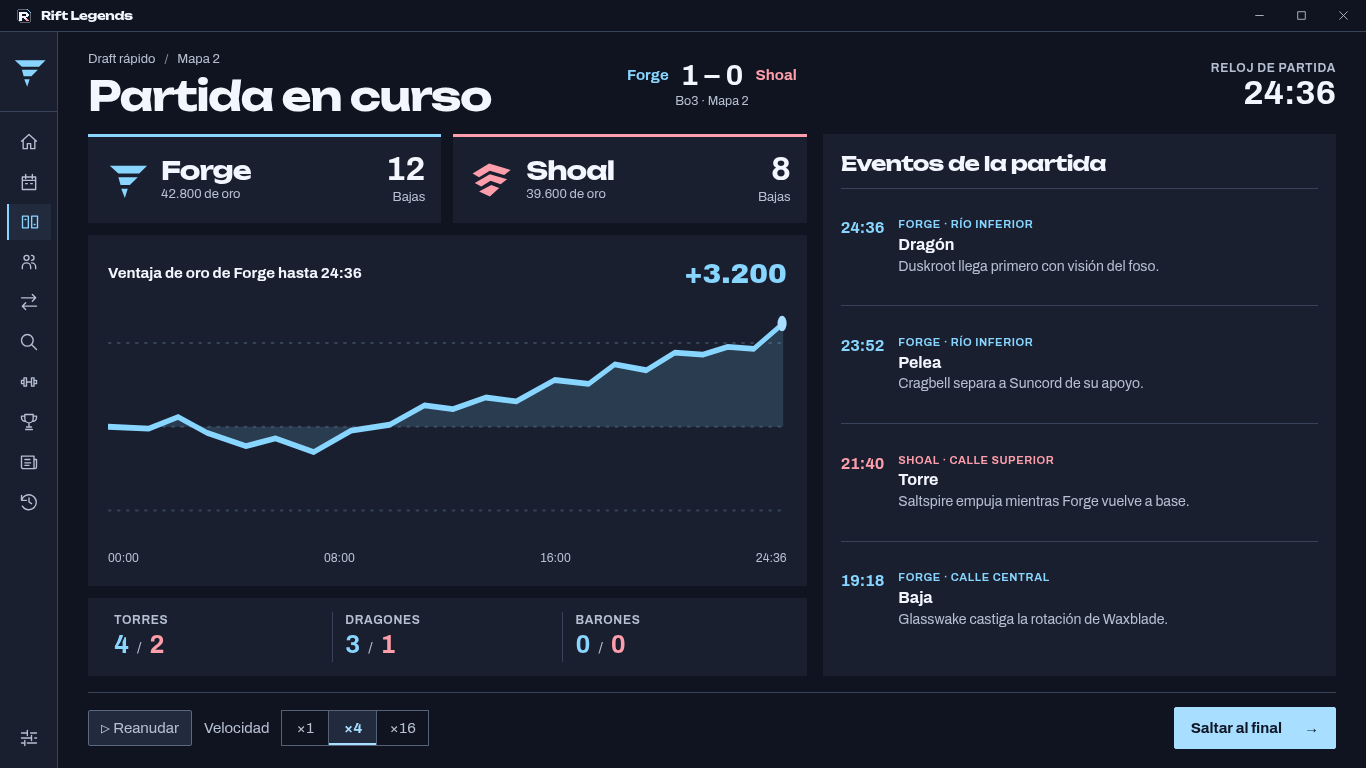 Rift Legends
Draft rápido / Mapa 2
Partida en curso
Forge 1 – 0 Shoal
Bo3 · Mapa 2
RELOJ DE PARTIDA
24:36
Forge
42.800 de oro
12
Bajas
Shoal
39.600 de oro
8
Bajas
Ventaja de oro de Forge hasta 24:36
+3.200
00:00 08:00 16:00 24:36
TORRES
4 / 2
DRAGONES
3 / 1
BARONES
0 / 0
Eventos de la partida
24:36
FORGE · RÍO INFERIOR
Dragón
Duskroot llega primero con visión del foso.
23:52
FORGE · RÍO INFERIOR
Pelea
Cragbell separa a Suncord de su apoyo.
21:40
SHOAL · CALLE SUPERIOR
Torre
Saltspire empuja mientras Forge vuelve a base.
19:18
FORGE · CALLE CENTRAL
Baja
Glasswake castiga la rotación de Waxblade.
▷ Reanudar
Velocidad
×1 ×4 ×16
Saltar al final →